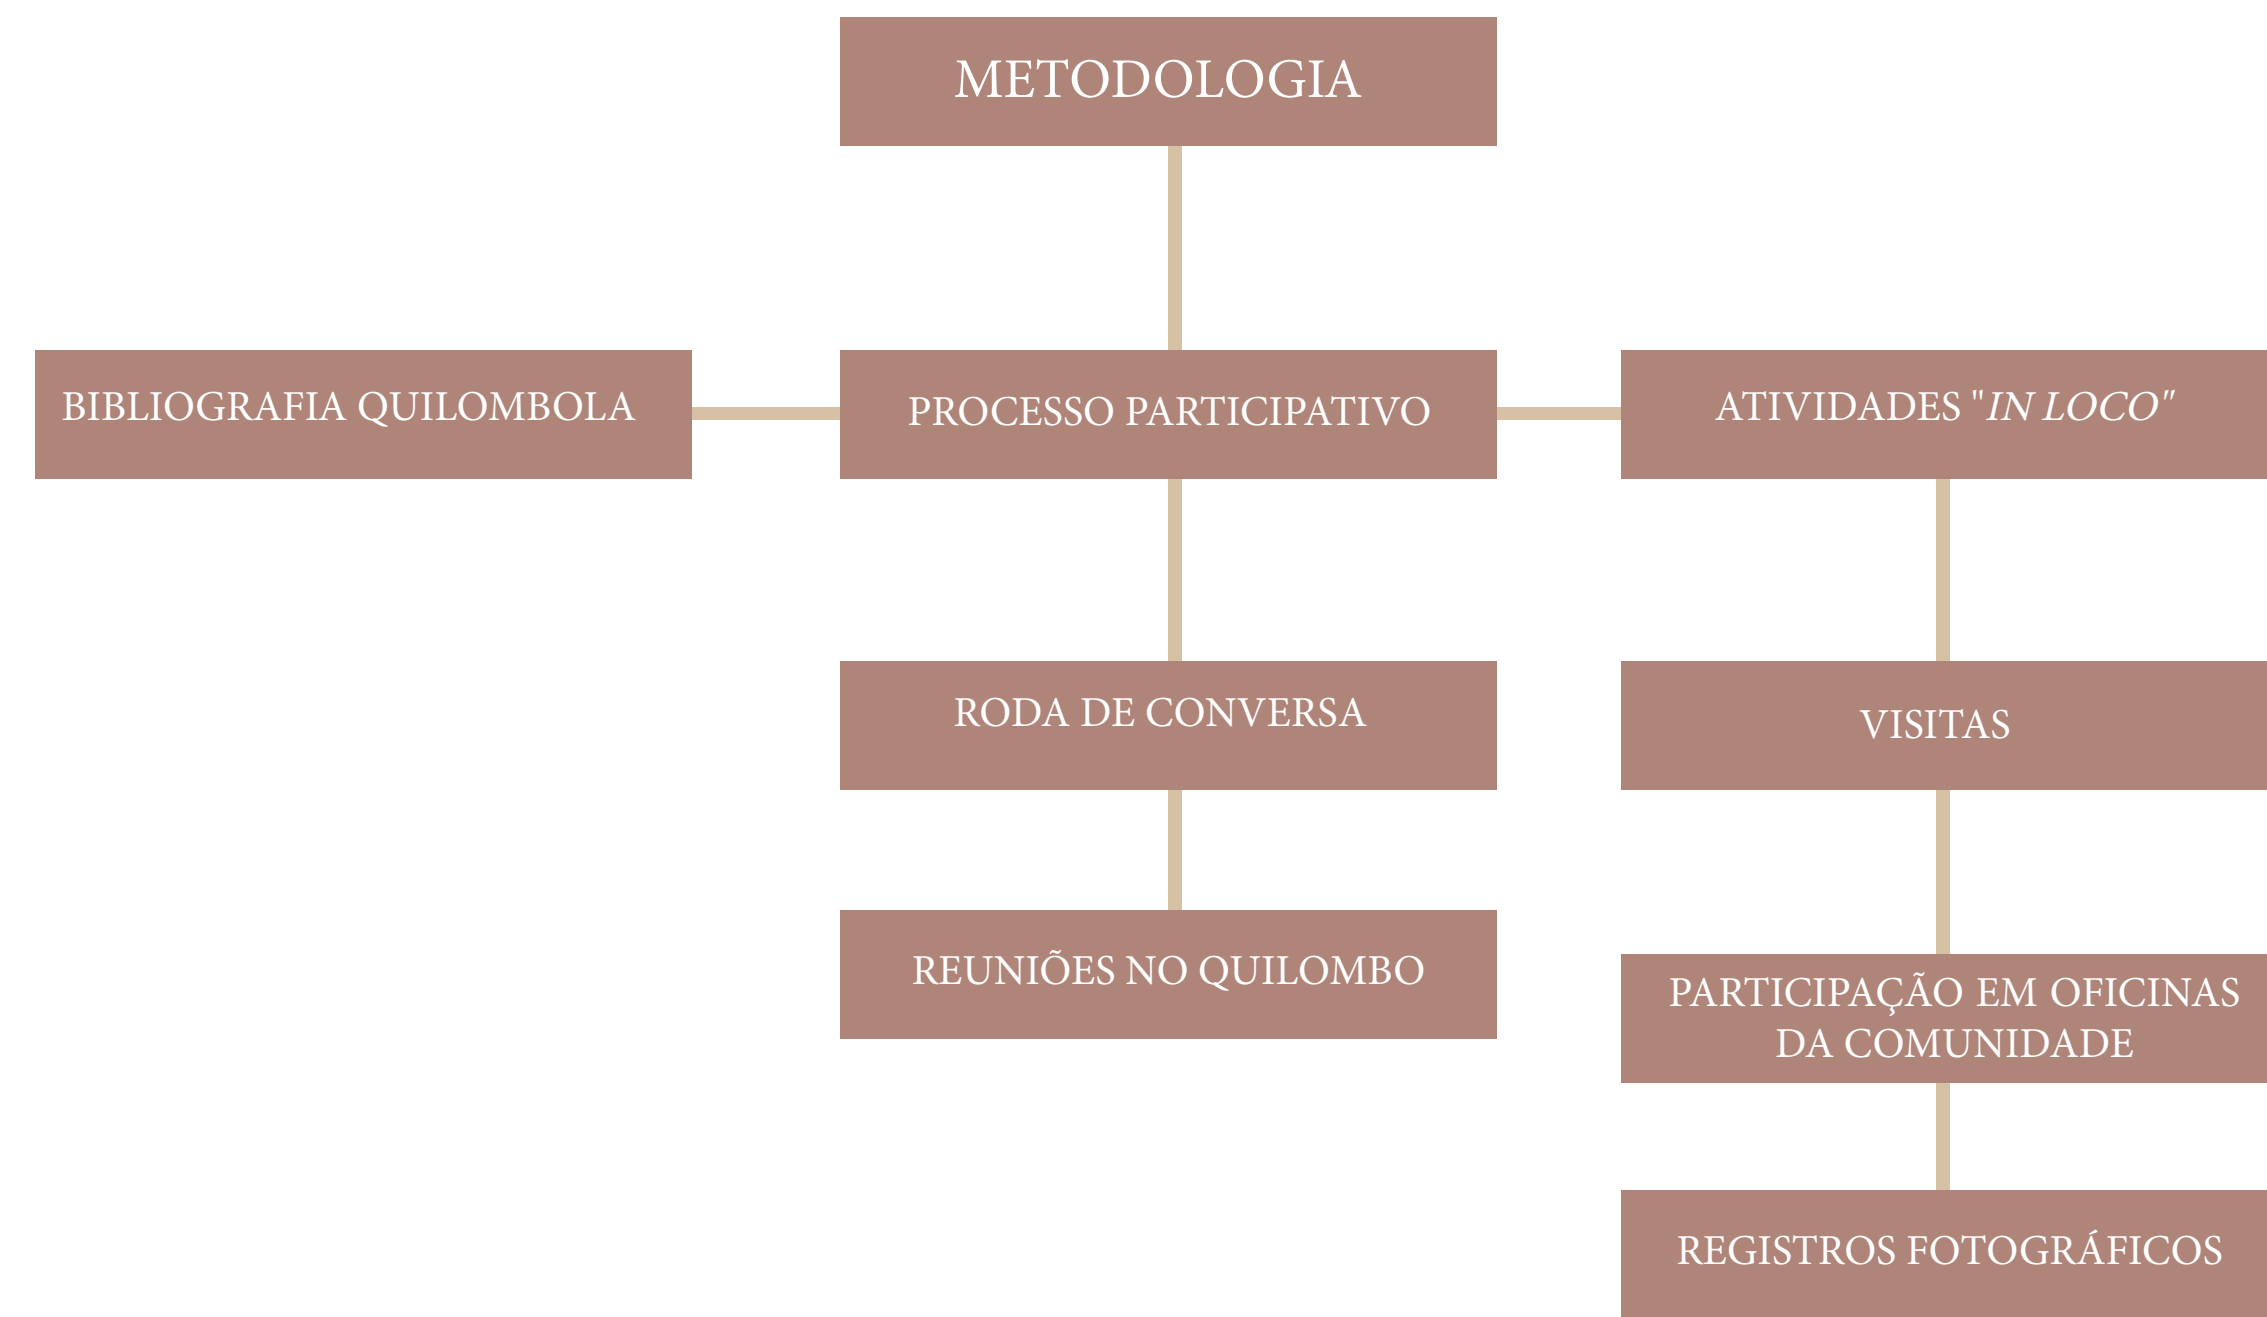 METODOLOGIA
BIBLIOGRAFIA QUILOMBOLA
PROCESSO PARTICIPATIVO
ATIVIDADES "IN LOCO"
RODA DE CONVERSA
VISITAS
REUNIÕES NO QUILOMBO
PARTICIPAÇÃO EM OFICINAS
DA COMUNIDADE
REGISTROS FOTOGRÁFICOS